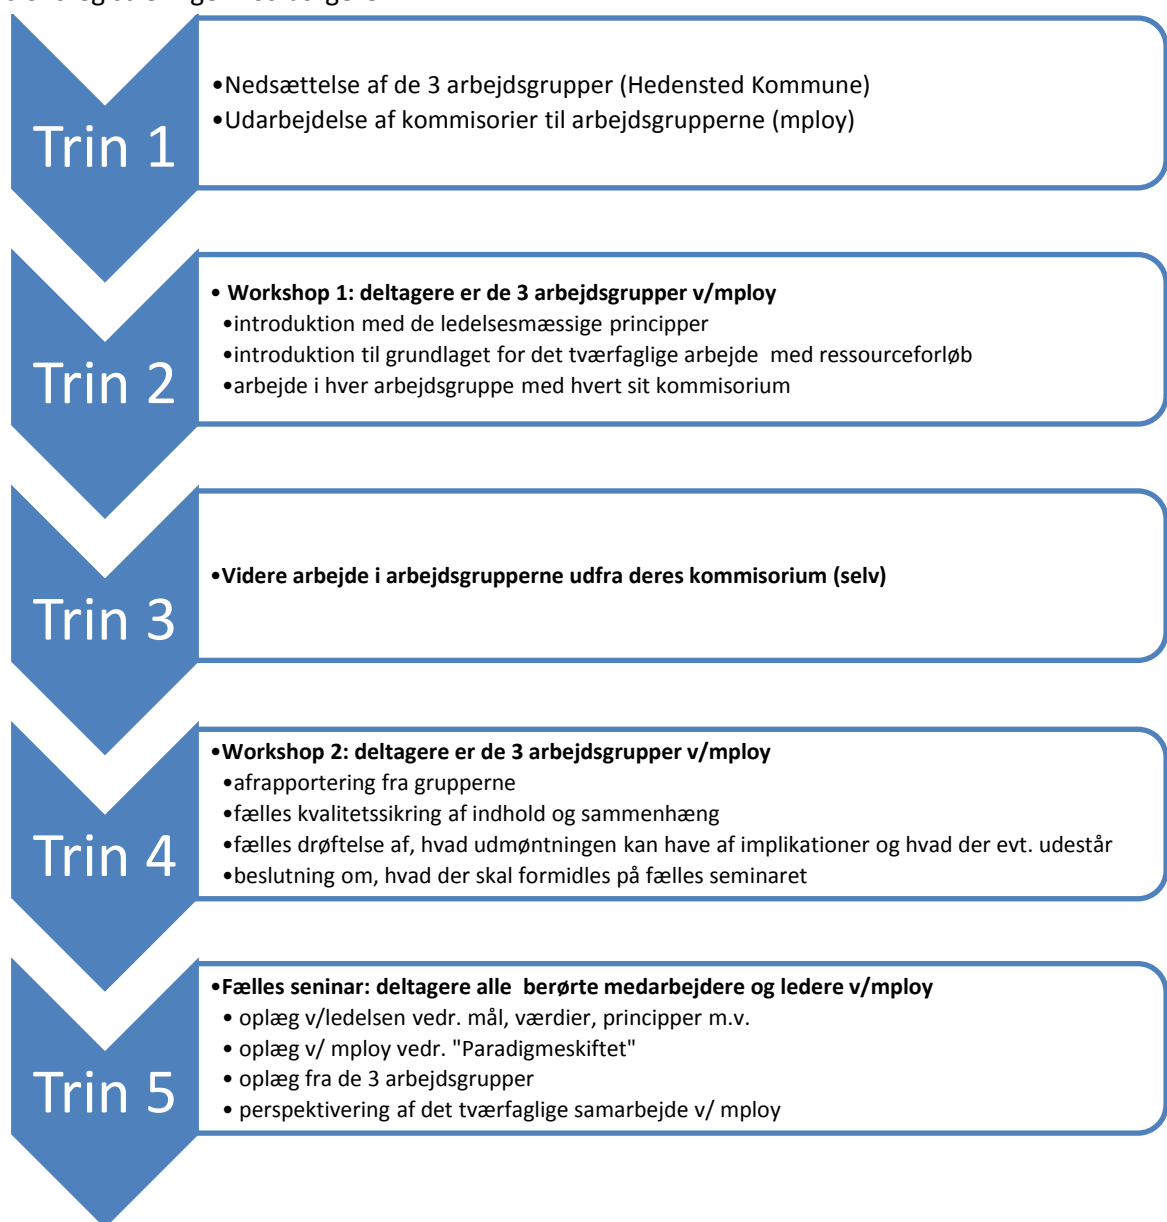 Trin 1
•Nedsættelse af de 3 arbejdsgrupper (Hedensted Kommune)
•Udarbejdelse af kommisorier til arbejdsgrupperne (mploy)
Trin 2
• Workshop 1: deltagere er de 3 arbejdsgrupper v/mploy
•introduktion med de ledelsesmæssige principper
•introduktion til grundlaget for det tværfaglige arbejde  med ressourceforløb
•arbejde i hver arbejdsgruppe med hvert sit kommisorium
Trin 3
•Videre arbejde i arbejdsgrupperne udfra deres kommisorium (selv)
Trin 4
•Workshop 2: deltagere er de 3 arbejdsgrupper v/mploy
•afrapportering fra grupperne
•fælles kvalitetssikring af indhold og sammenhæng
•fælles drøftelse af, hvad udmøntningen kan have af implikationer og hvad der evt. udestår
•beslutning om, hvad der skal formidles på fælles seminaret
Trin 5
•Fælles seninar: deltagere alle  berørte medarbejdere og ledere v/mploy
• oplæg v/ledelsen vedr. mål, værdier, principper m.v.
• oplæg v/ mploy vedr. "Paradigmeskiftet"
• oplæg fra de 3 arbejdsgrupper
• perspektivering af det tværfaglige samarbejde v/ mploy